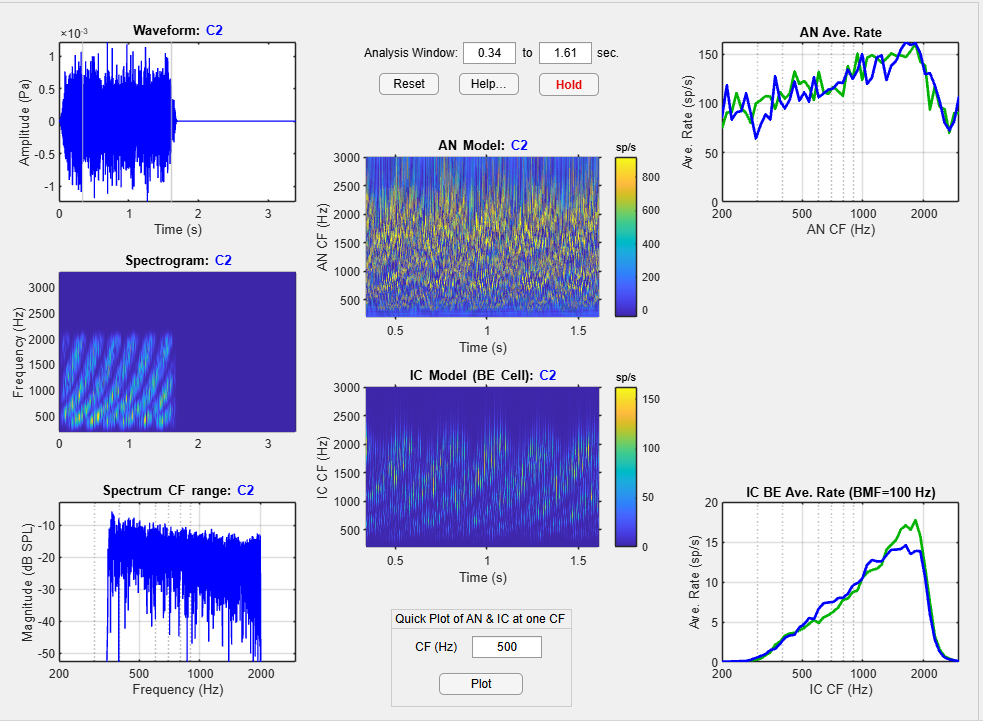 Waveform: C2
×10⁻³
1
0.5
0
-0.5
-1
Amplitude (Pa)
0 1 2 3
Time (s)
Spectrogram: C2
3000
2500
2000
1500
1000
500
Frequency (Hz)
0 1 2 3
Spectrum CF range: C2
-10
-20
-30
-40
-50
Magnitude (dB SPL)
200 500 1000 2000
Frequency (Hz)
Analysis Window: 0.34 to 1.61 sec.
Reset Help... Hold
AN Model: C2
sp/s
3000
2500
2000
1500
1000
500
AN CF (Hz)
800
600
400
200
0
0.5 1 1.5
Time (s)
IC Model (BE Cell): C2
sp/s
3000
2500
2000
1500
1000
500
IC CF (Hz)
150
100
50
0
0.5 1 1.5
Time (s)
Quick Plot of AN & IC at one CF
CF (Hz) 500
Plot
AN Ave. Rate
150
100
50
0
Ave. Rate (sp/s)
200 500 1000 2000
AN CF (Hz)
IC BE Ave. Rate (BMF=100 Hz)
20
15
10
5
0
Ave. Rate (sp/s)
200 500 1000 2000
IC CF (Hz)